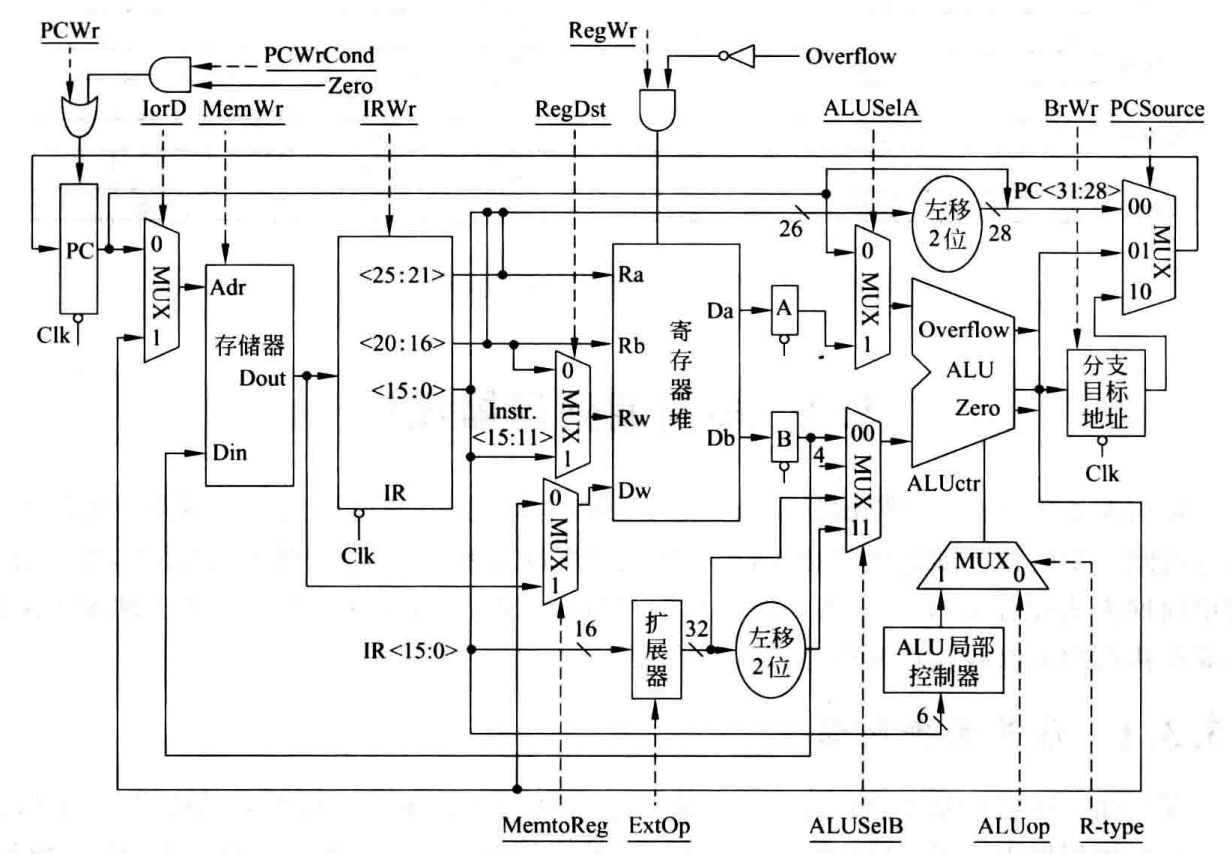 PCWr
RegWr
Overflow
PCWrCond
Zero
IorD
MemWr
IRWr
RegDst
ALUSelA
BrWr
PCSource
PC<31:28>
PC
Clk
0
MUX
1
Adr
存储器
Dout
Din
<25:21>
<20:16>
<15:0>
Instr.
<15:11>
IR
Clk
0
MUX
1
0
MUX
1
Ra
Rb
Rw
Dw
寄存器堆
Da
Db
A
B
26
左移
2位
28
0
MUX
1
4
00
MUX
11
Overflow
ALU
Zero
ALUctr
00
01
10
MUX
分支
目标
地址
Clk
MUX
1
0
ALU局部
控制器
6
IR<15:0>
16
扩展器
32
左移
2位
MemtoReg
ExtOp
ALUSelB
ALUop
R-type